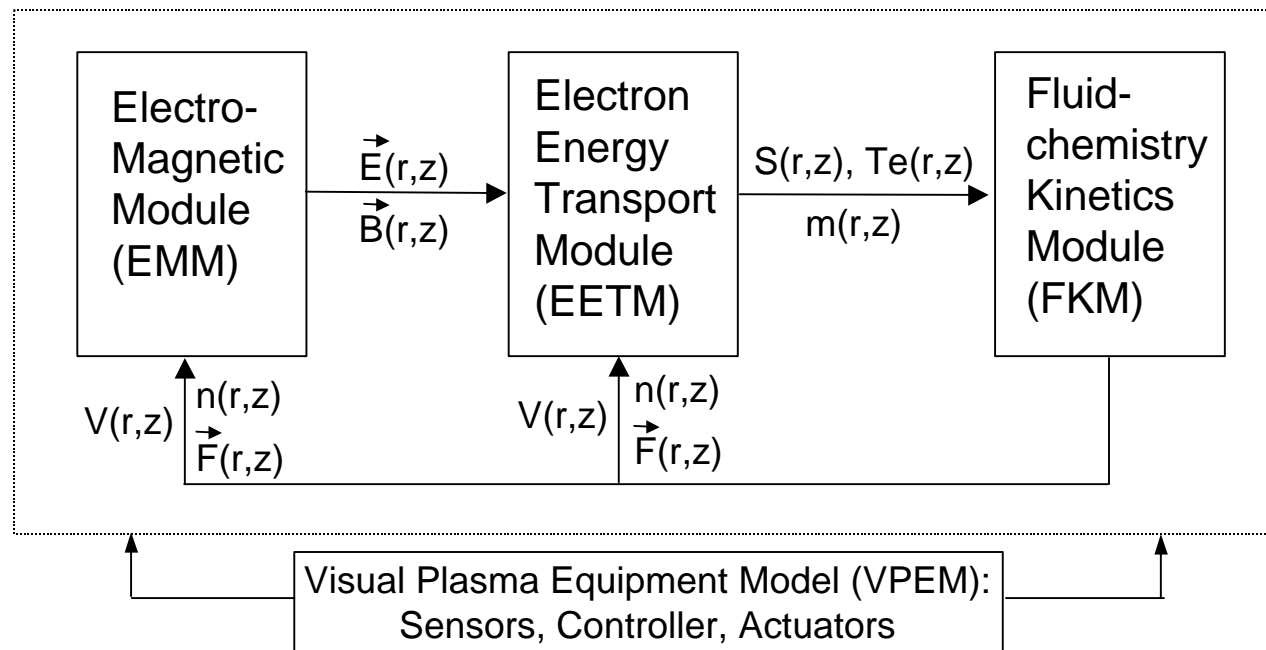 Electro-
Magnetic
Module
(EMM)
E(r,z)
B(r,z)
Electron
Energy
Transport
Module
(EETM)
S(r,z), Te(r,z)
m(r,z)
Fluid-
chemistry
Kinetics
Module
(FKM)
V(r,z)
n(r,z)
F(r,z)
V(r,z)
n(r,z)
F(r,z)
Visual Plasma Equipment Model (VPEM):
Sensors, Controller, Actuators